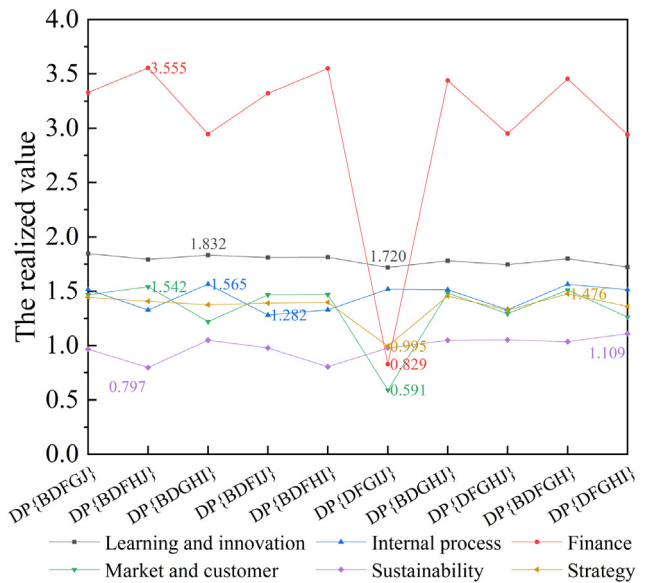 The realized value
4.0
3.5
3.0
2.5
2.0
1.5
1.0
0.5
0.0
3.555
1.832
1.720
1.542
1.565
1.282
1.476
0.995
0.829
0.591
0.797
1.109
DP{BDFGJ}
DP{BDFHJ}
DP{BDGHI}
DP{BDFIJ}
DP{BDFHI}
DP{DFGIJ}
DP{BDGHJ}
DP{DFGHJ}
DP{BDFGH}
DP{DFGHI}
Learning and innovation Internal process Finance
Market and customer Sustainability Strategy